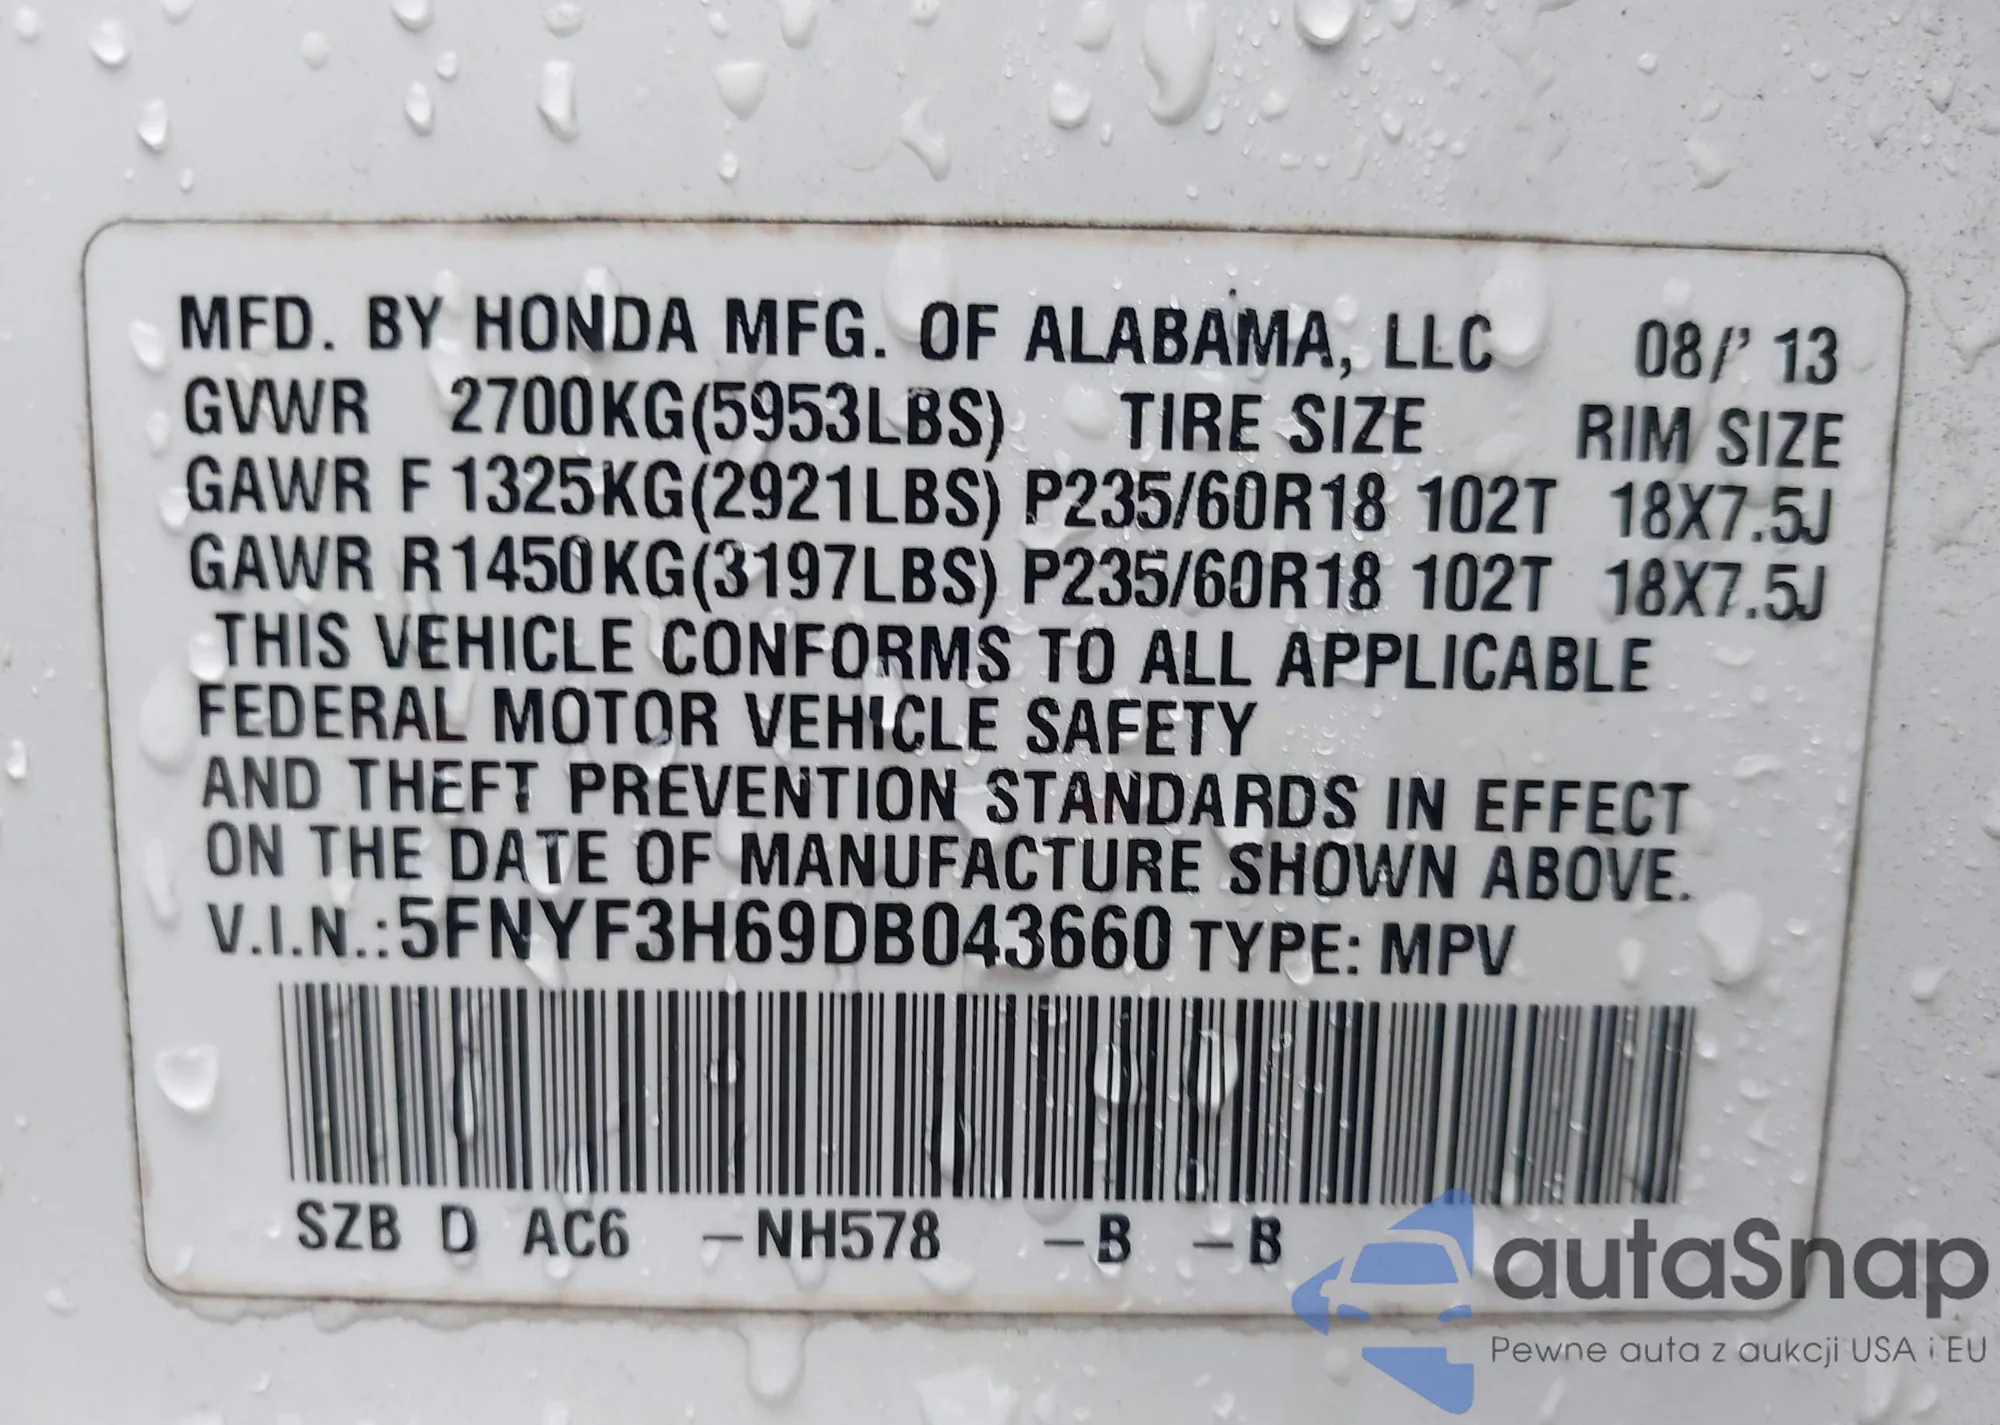 MFD. BY HONDA MFG. OF ALABAMA, LLC 08/' 13
GVWR 2700KG(5953LBS) TIRE SIZE RIM SIZE
GAWR F 1325KG(2921LBS) P235/60R18 102T 18X7.5J
GAWR R 1450KG(3197LBS) P235/60R18 102T 18X7.5J
THIS VEHICLE CONFORMS TO ALL APPLICABLE
FEDERAL MOTOR VEHICLE SAFETY
AND THEFT PREVENTION STANDARDS IN EFFECT
ON THE DATE OF MANUFACTURE SHOWN ABOVE.
V.I.N.:5FNYF3H69DB043660 TYPE: MPV
SZB D AC6 –NH578 –B –B
autaSnap
Pewne auta z aukcji USA i EU